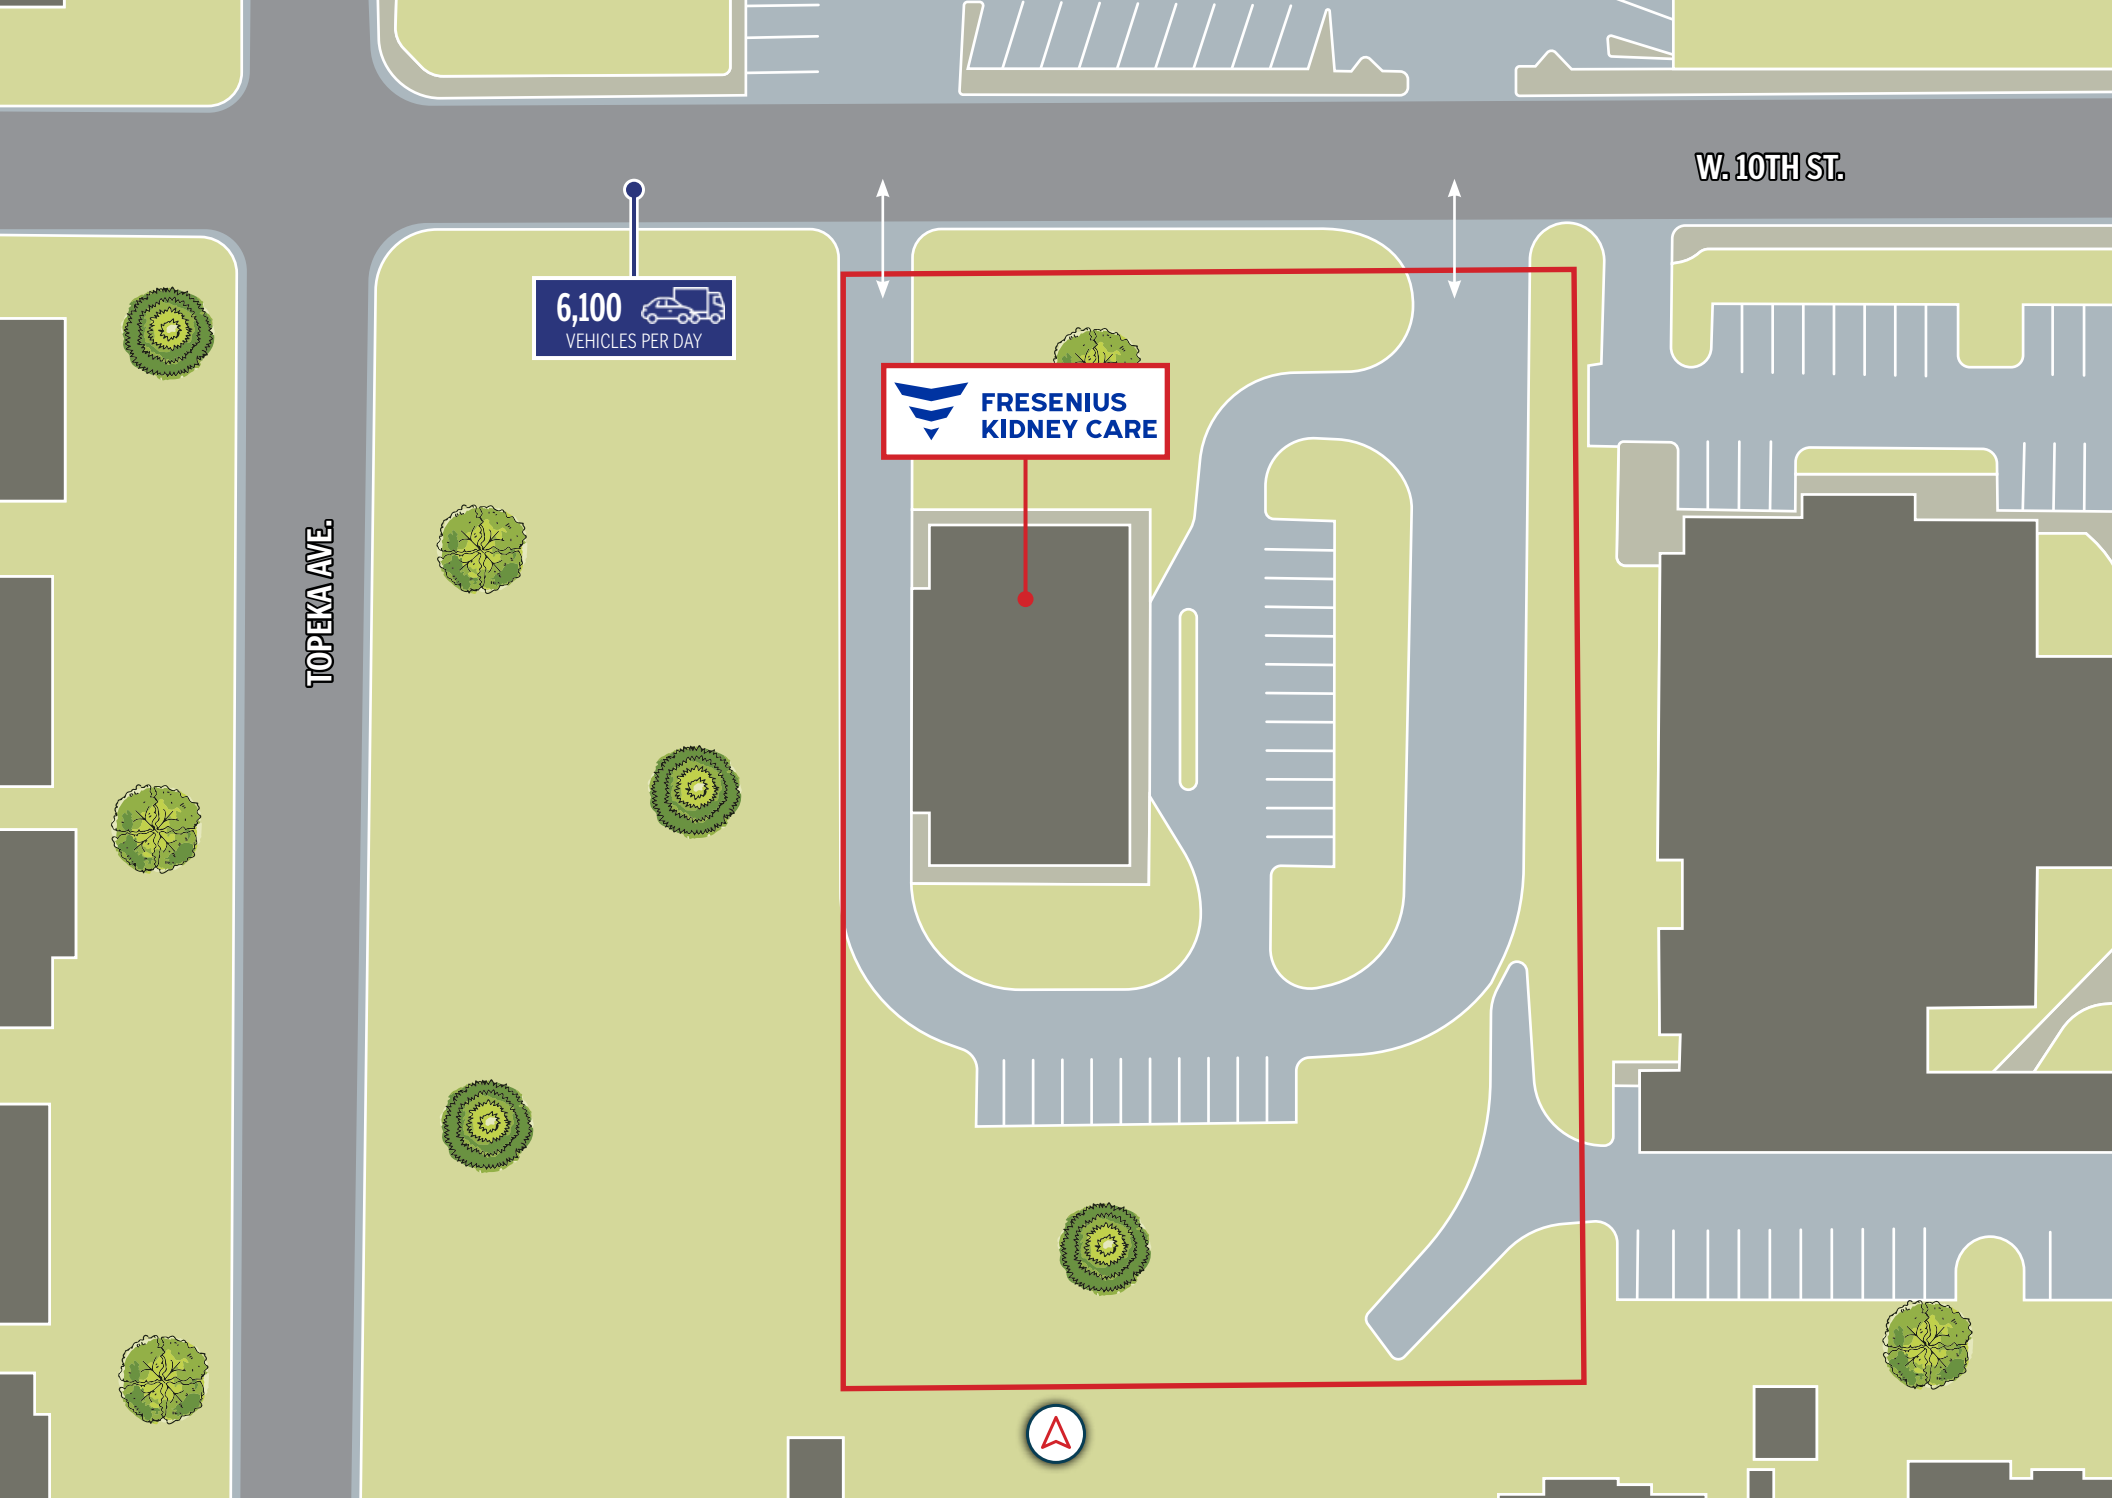 W. 10TH ST.
6,100
VEHICLES PER DAY
FRESENIUS
KIDNEY CARE
TOPEKA AVE.